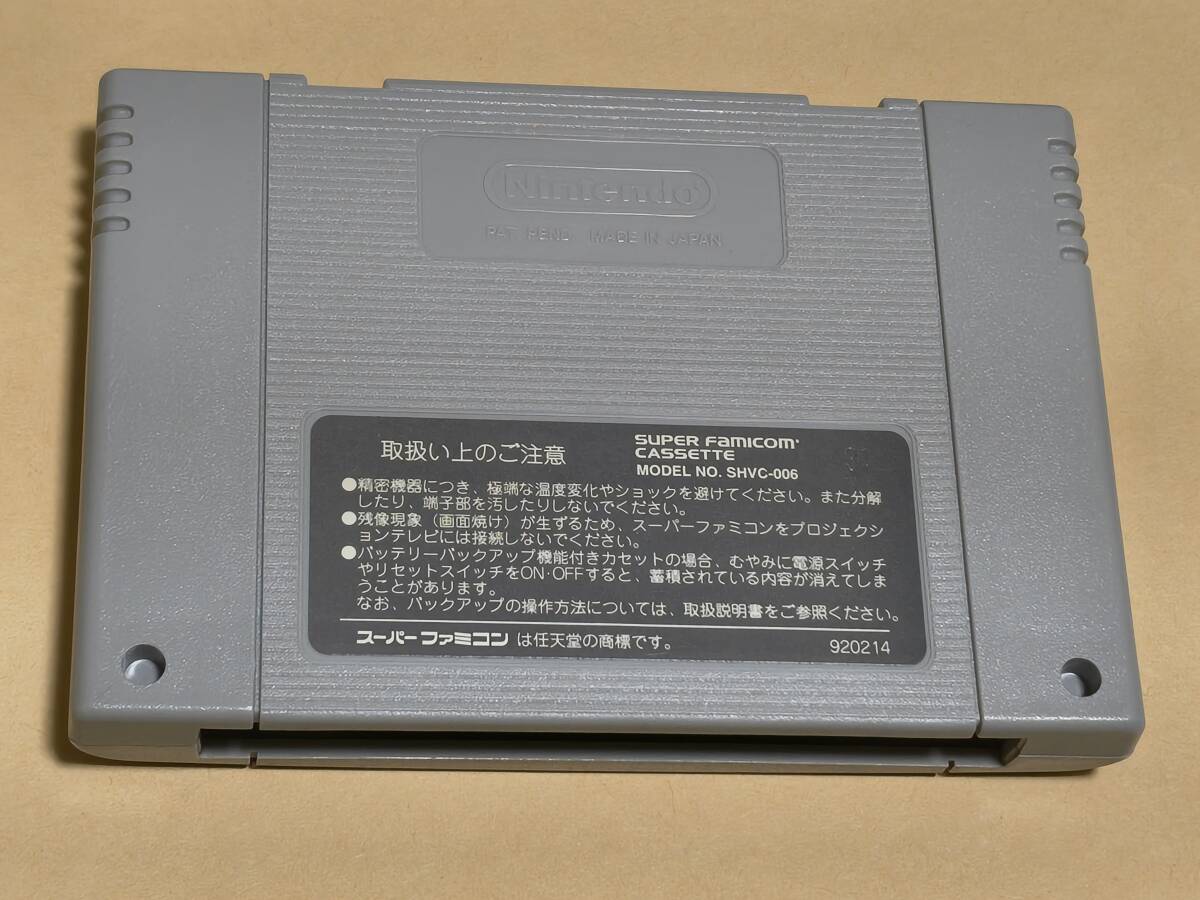 Nintendo®
PAT. PEND. MADE IN JAPAN
取扱い上のご注意
SUPER FAMICOM®
CASSETTE
MODEL NO. SHVC-006
●精密機器につき、極端な温度変化やショックを避けてください。また分解
したり、端子部を汚したりしないでください。
●残像現象（画面焼け）が生ずるため、スーパーファミコンをプロジェクシ
ョンテレビには接続しないでください。
●バッテリーバックアップ機能付きカセットの場合、むやみに電源スイッチ
やリセットスイッチをON・OFFすると、蓄積されている内容が消えてしま
うことがあります。
なお、バックアップの操作方法については、取扱説明書をご参照ください。
スーパーファミコンは任天堂の商標です。
920214